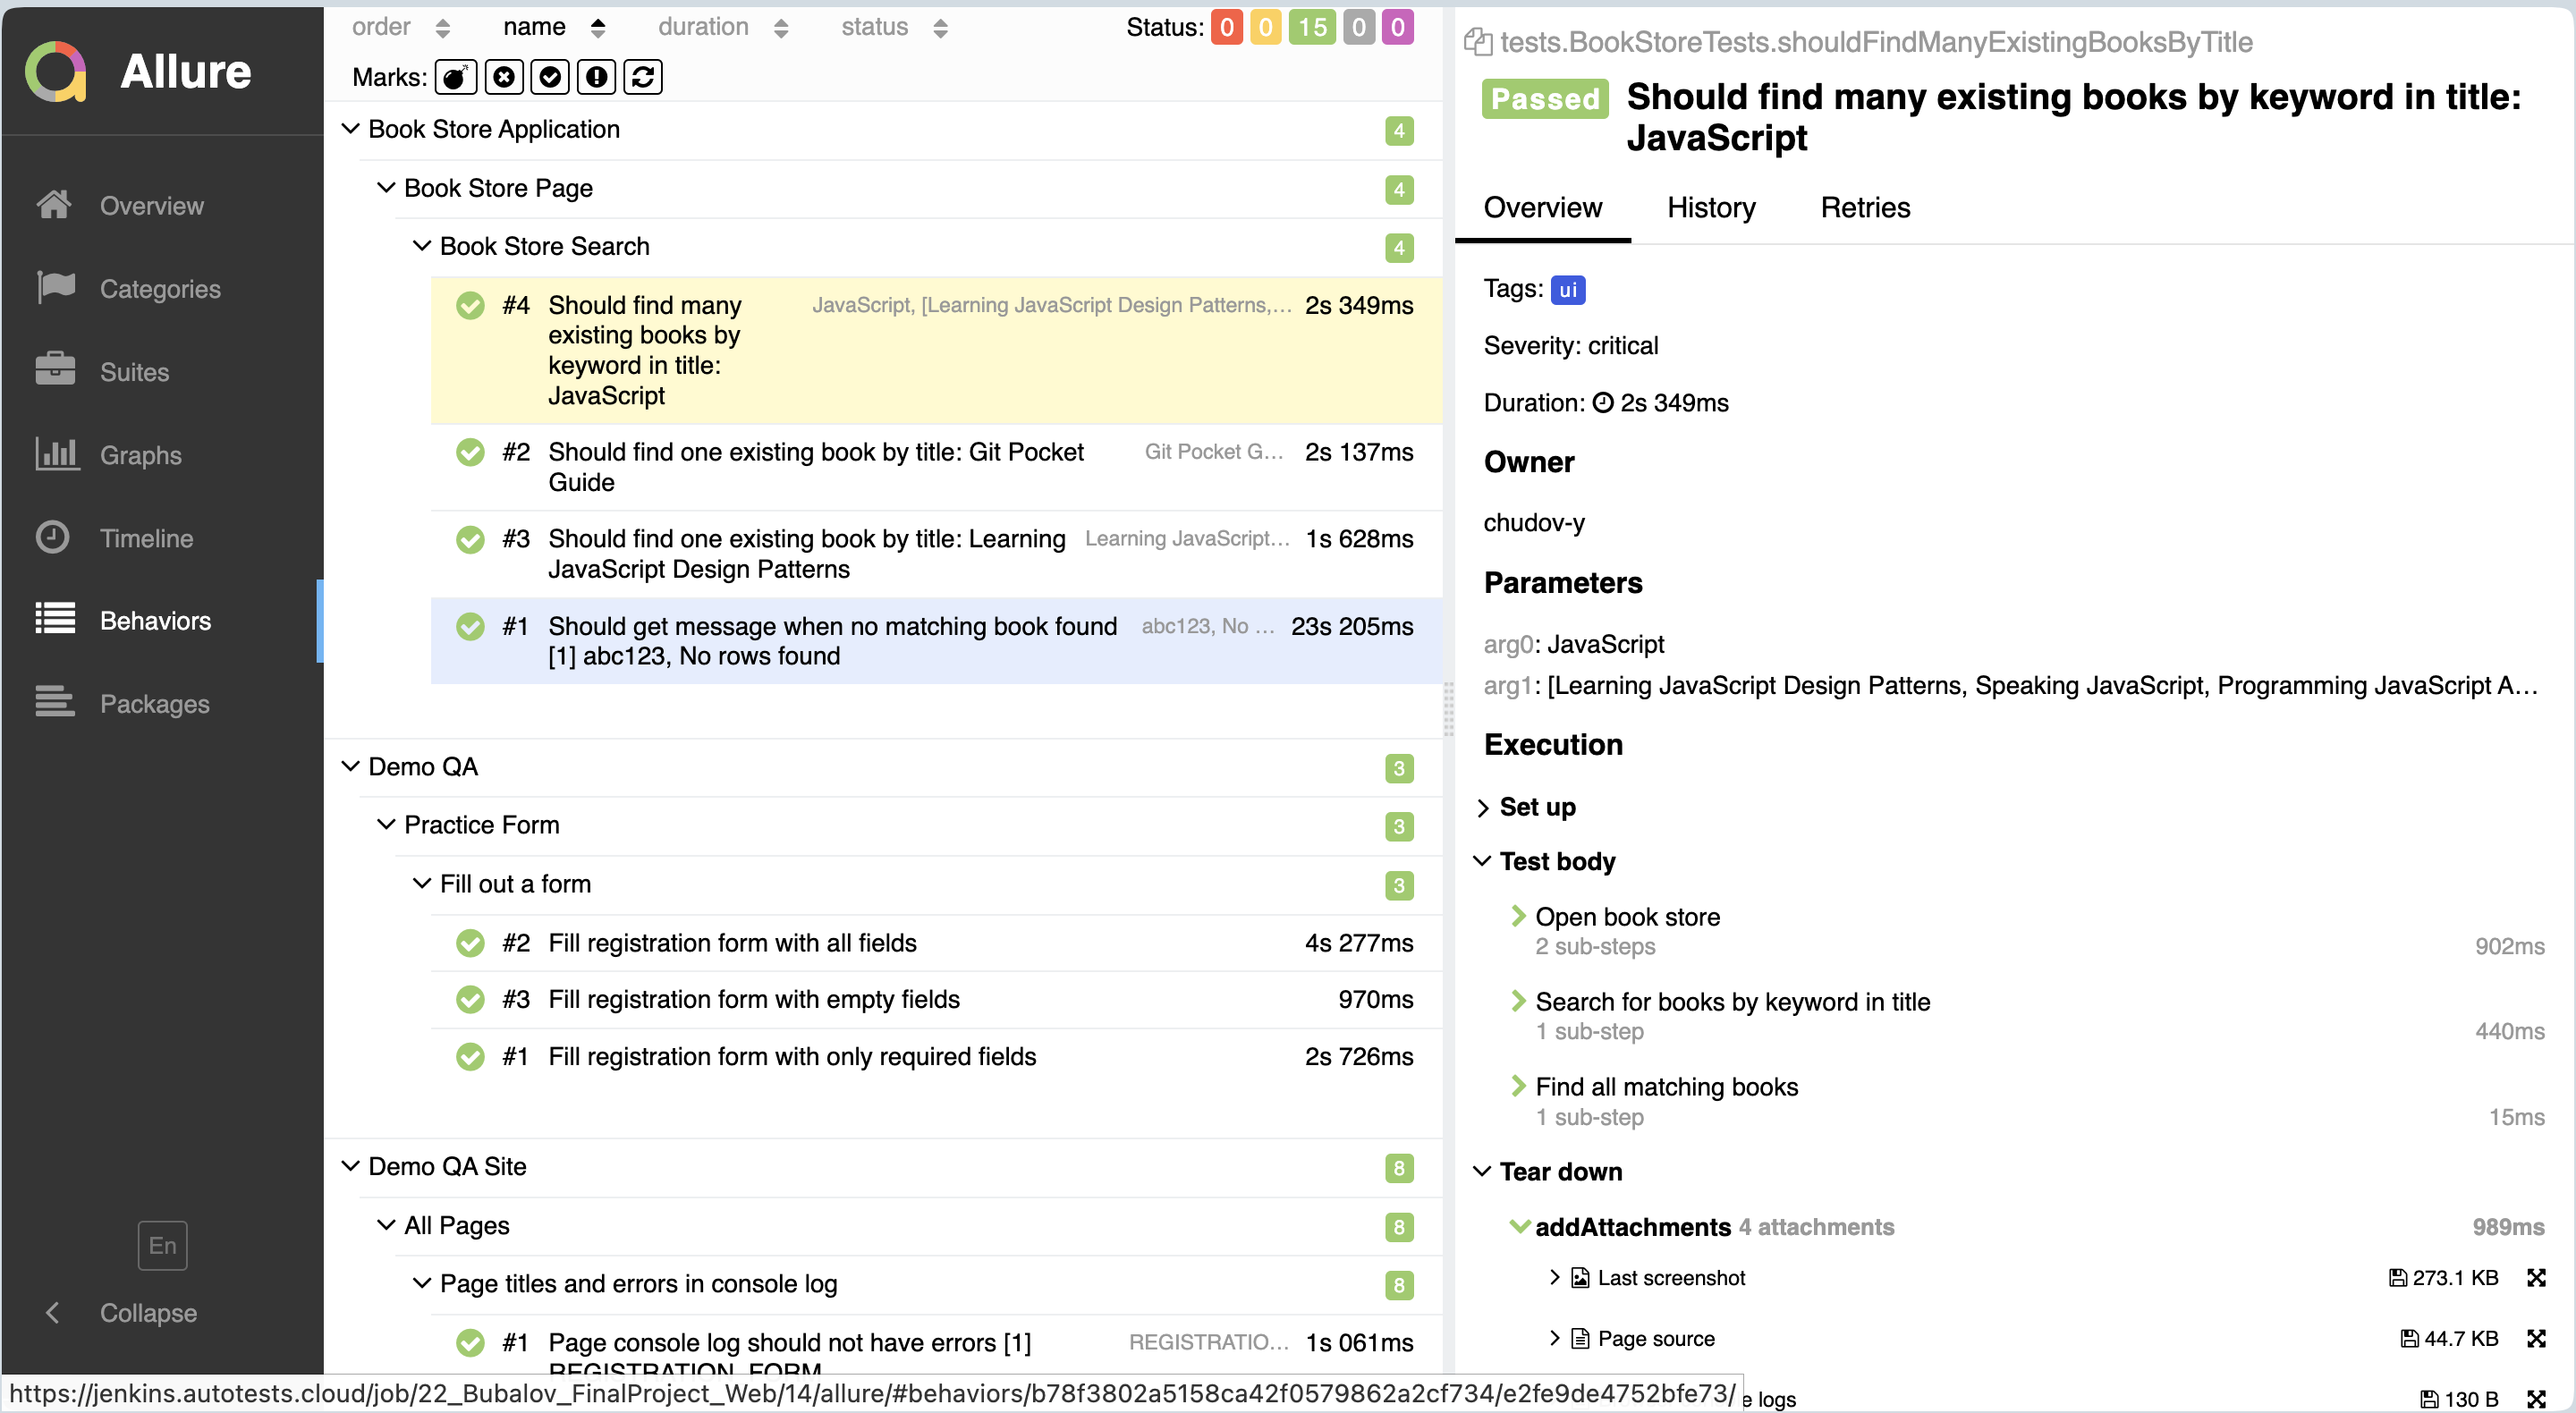 Allure
Overview
Categories
Suites
Graphs
Timeline
Behaviors
Packages
En
Collapse
order name duration status Status: 0 0 15 0 0
Marks:
Book Store Application 4
Book Store Page 4
Book Store Search 4
#4 Should find many JavaScript, [Learning JavaScript Design Patterns,... 2s 349ms
existing books by
keyword in title:
JavaScript
#2 Should find one existing book by title: Git Pocket Git Pocket G... 2s 137ms
Guide
#3 Should find one existing book by title: Learning Learning JavaScript... 1s 628ms
JavaScript Design Patterns
#1 Should get message when no matching book found abc123, No ... 23s 205ms
[1] abc123, No rows found
Demo QA 3
Practice Form 3
Fill out a form 3
#2 Fill registration form with all fields 4s 277ms
#3 Fill registration form with empty fields 970ms
#1 Fill registration form with only required fields 2s 726ms
Demo QA Site 8
All Pages 8
Page titles and errors in console log 8
#1 Page console log should not have errors [1] REGISTRATIO... 1s 061ms
REGISTRATION_FORM
https://jenkins.autotests.cloud/job/22_Bubalov_FinalProject_Web/14/allure/#behaviors/b78f3802a5158ca42f0579862a2cf734/e2fe9de4752bfe73/
tests.BookStoreTests.shouldFindManyExistingBooksByTitle
Passed Should find many existing books by keyword in title:
JavaScript
Overview History Retries
Tags: ui
Severity: critical
Duration: 2s 349ms
Owner
chudov-y
Parameters
arg0: JavaScript
arg1: [Learning JavaScript Design Patterns, Speaking JavaScript, Programming JavaScript A...
Execution
Set up
Test body
Open book store
2 sub-steps 902ms
Search for books by keyword in title
1 sub-step 440ms
Find all matching books
1 sub-step 15ms
Tear down
addAttachments 4 attachments 989ms
Last screenshot 273.1 KB
Page source 44.7 KB
e logs 130 B